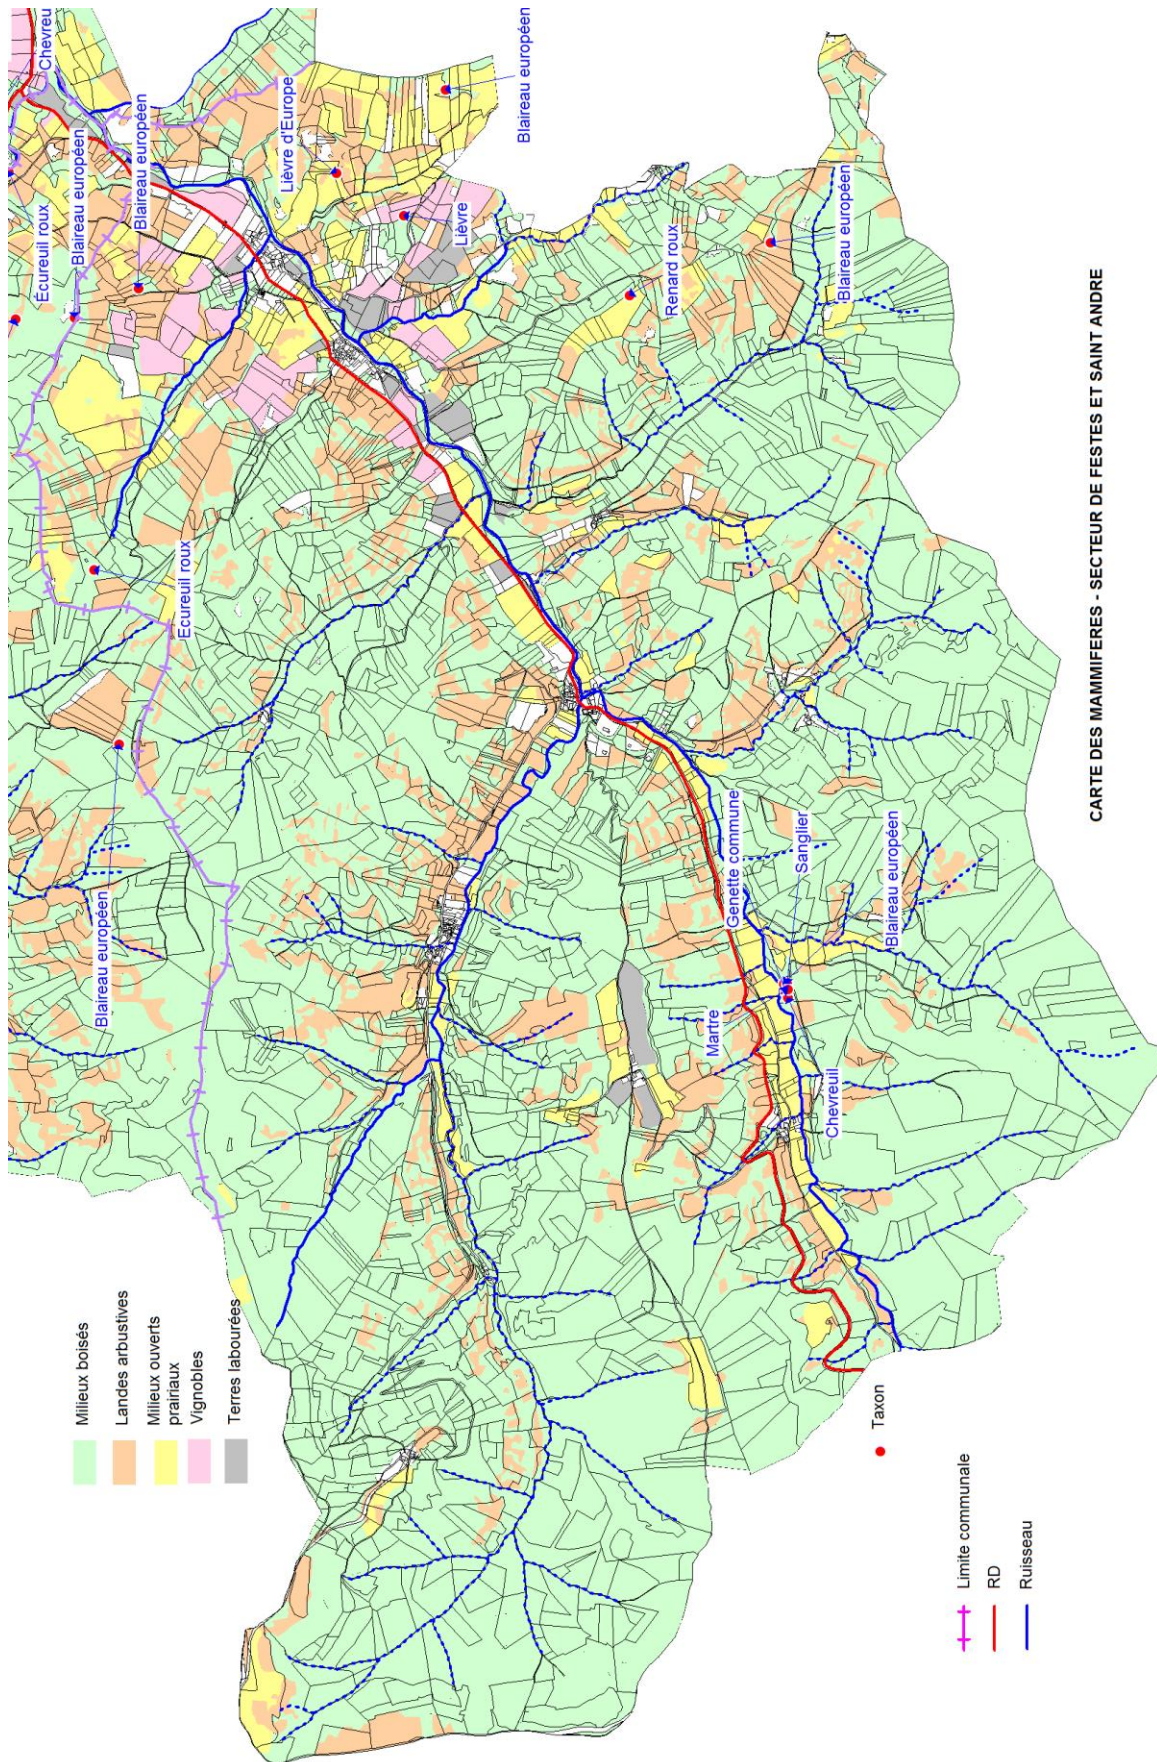 Milieux boisés
Landes arbustives
Milieux ouverts
prairiaux
Vignobles
Terres labourées
Blaireau européen
Ecureuil roux
Écureuil roux
Blaireau européen
Blaireau européen
Chevreu
Lièvre d'Europe
Blaireau européen
Lièvre
Renard roux
Blaireau européen
Genette commune
Sanglier
Blaireau européen
Martre
Chevreuil
Taxon
Limite communale
RD
Ruisseau
CARTE DES MAMMIFERES - SECTEUR DE FESTES ET SAINT ANDRE